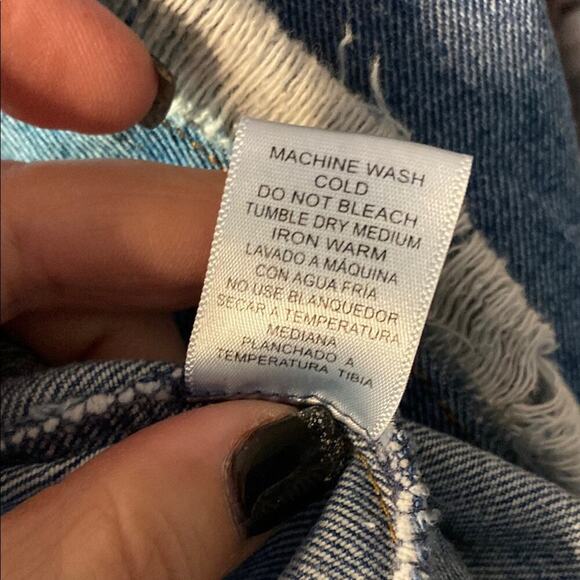 MACHINE WASH
COLD
DO NOT BLEACH
TUMBLE DRY MEDIUM
IRON WARM
LAVADO A MÁQUINA
CON AGUA FRÍA
NO USE BLANQUEDOR
SECAR A TEMPERATURA
MEDIANA
PLANCHADO A
TEMPERATURA TIBIA